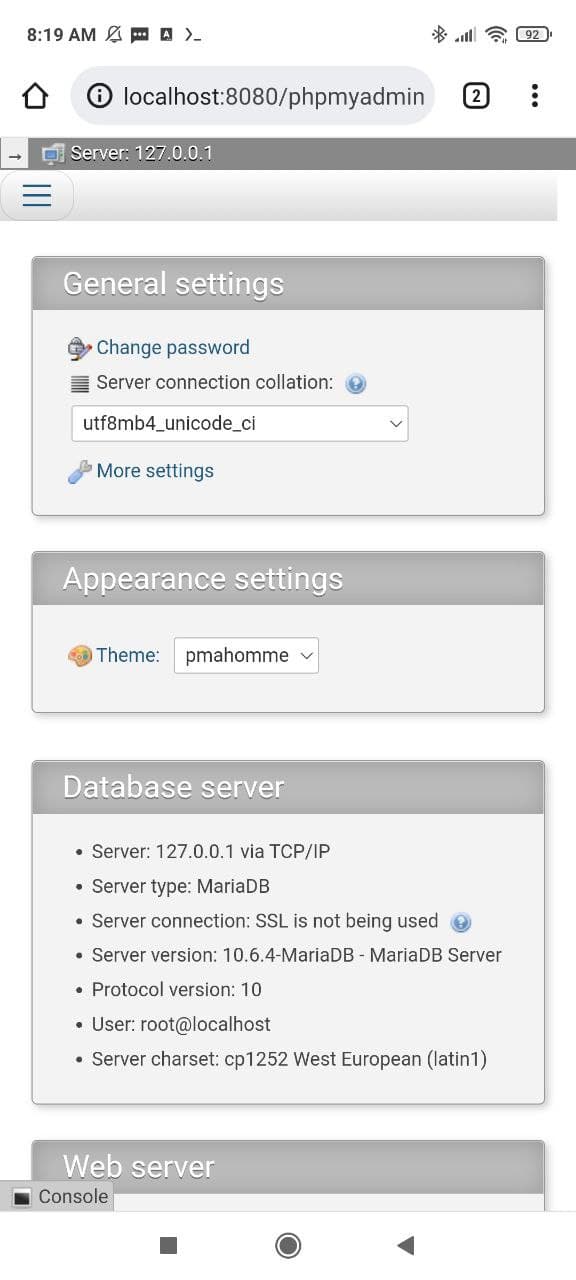 8:19 AM
92
localhost:8080/phpmyadmin
2
→ Server: 127.0.0.1
General settings
Change password
Server connection collation:
utf8mb4_unicode_ci
More settings
Appearance settings
Theme: pmahomme
Database server
• Server: 127.0.0.1 via TCP/IP
• Server type: MariaDB
• Server connection: SSL is not being used
• Server version: 10.6.4-MariaDB - MariaDB Server
• Protocol version: 10
• User: root@localhost
• Server charset: cp1252 West European (latin1)
Web server
Console